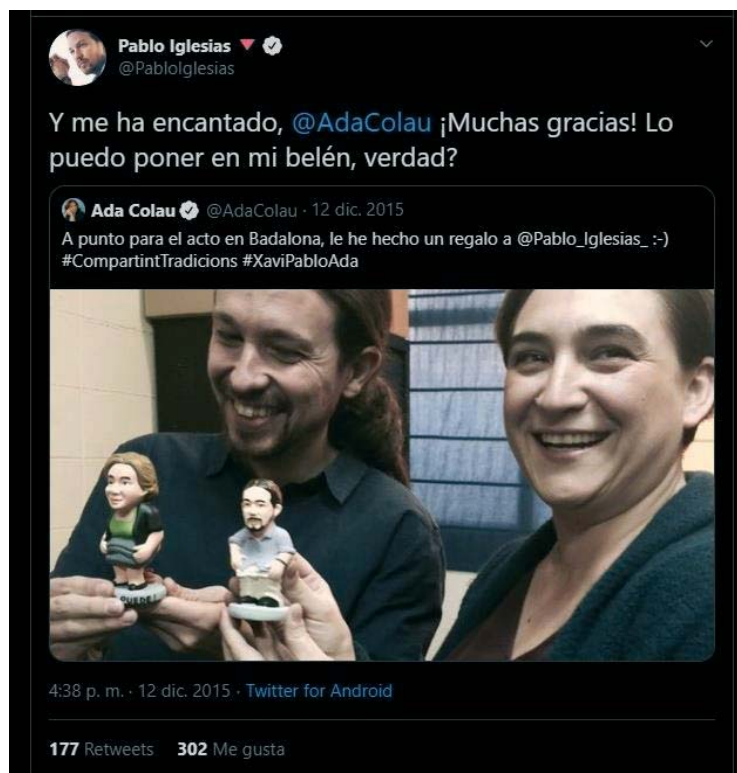 Pablo Iglesias
@PabloIglesias
Y me ha encantado, @AdaColau ¡Muchas gracias! Lo
puedo poner en mi belén, verdad?
Ada Colau @AdaColau · 12 dic. 2015
A punto para el acto en Badalona, le he hecho un regalo a @Pablo_Iglesias_ :-)
#CompartintTradicions #XaviPabloAda
PUEDE!
4:38 p. m. · 12 dic. 2015 · Twitter for Android
177 Retweets 302 Me gusta